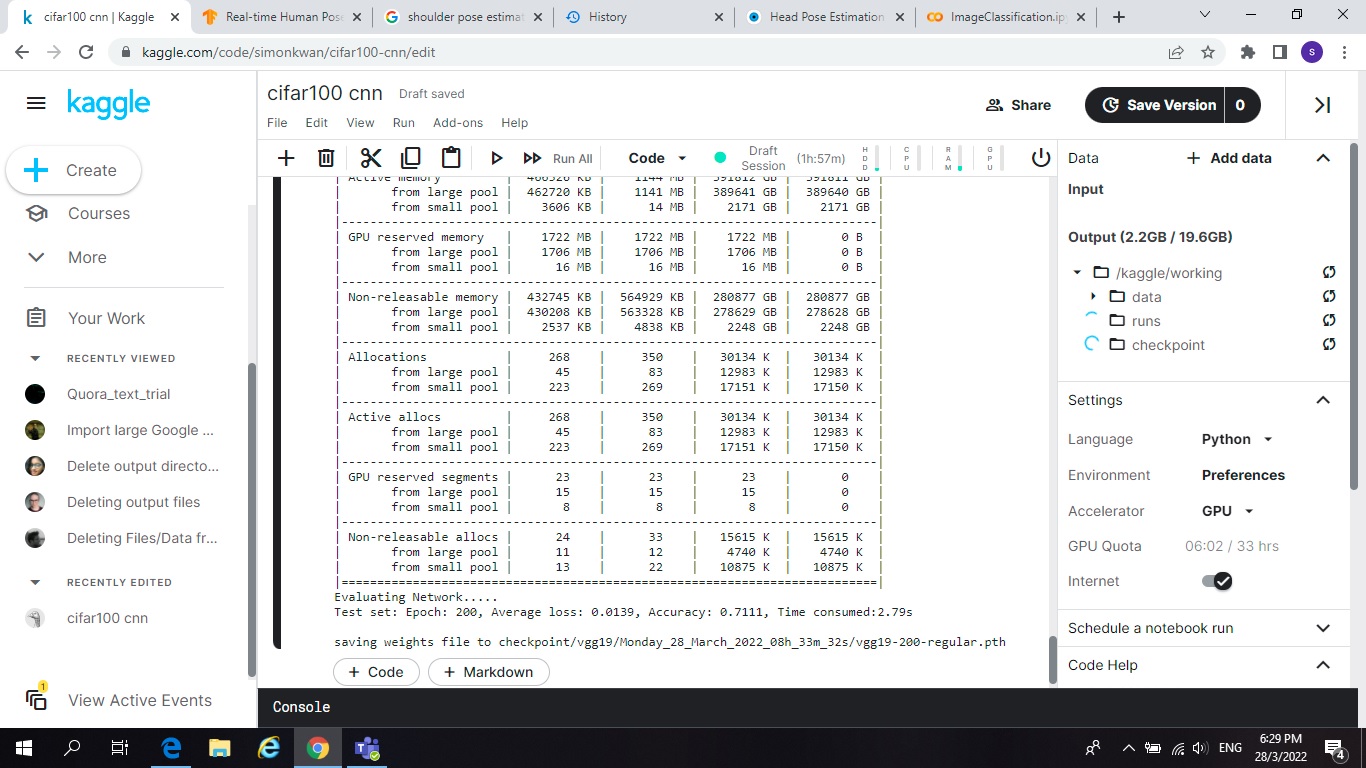 cifar100 cnn | Kaggle
Real-time Human Pose
shoulder pose estimat
History
Head Pose Estimation
ImageClassification.ip
kaggle.com/code/simonkwan/cifar100-cnn/edit
s
kaggle
Create
Courses
More
Your Work
RECENTLY VIEWED
Quora_text_trial
Import large Google ...
Delete output directo...
Deleting output files
Deleting Files/Data fr...
RECENTLY EDITED
cifar100 cnn
1
View Active Events
cifar100 cnn Draft saved
File Edit View Run Add-ons Help
Share
Save Version 0
Run All
Code
Draft Session (1h:57m)
HDD CPU RAM GPU
Active memory | 466326 KB | 1144 MB | 391812 GB | 391811 GB |
from large pool | 462720 KB | 1141 MB | 389641 GB | 389640 GB |
from small pool | 3606 KB | 14 MB | 2171 GB | 2171 GB |
|---------------------------------------------------------------------------|
GPU reserved memory | 1722 MB | 1722 MB | 1722 MB | 0 B |
from large pool | 1706 MB | 1706 MB | 1706 MB | 0 B |
from small pool | 16 MB | 16 MB | 16 MB | 0 B |
|---------------------------------------------------------------------------|
Non-releasable memory | 432745 KB | 564929 KB | 280877 GB | 280877 GB |
from large pool | 430208 KB | 563328 KB | 278629 GB | 278628 GB |
from small pool | 2537 KB | 4838 KB | 2248 GB | 2248 GB |
|---------------------------------------------------------------------------|
Allocations | 268 | 350 | 30134 K | 30134 K |
from large pool | 45 | 83 | 12983 K | 12983 K |
from small pool | 223 | 269 | 17151 K | 17150 K |
|---------------------------------------------------------------------------|
Active allocs | 268 | 350 | 30134 K | 30134 K |
from large pool | 45 | 83 | 12983 K | 12983 K |
from small pool | 223 | 269 | 17151 K | 17150 K |
|---------------------------------------------------------------------------|
GPU reserved segments | 23 | 23 | 23 | 0 |
from large pool | 15 | 15 | 15 | 0 |
from small pool | 8 | 8 | 8 | 0 |
|---------------------------------------------------------------------------|
Non-releasable allocs | 24 | 33 | 15615 K | 15615 K |
from large pool | 11 | 12 | 4740 K | 4740 K |
from small pool | 13 | 22 | 10875 K | 10875 K |
|===========================================================================|
Evaluating Network.....
Test set: Epoch: 200, Average loss: 0.0139, Accuracy: 0.7111, Time consumed:2.79s
saving weights file to checkpoint/vgg19/Monday_28_March_2022_08h_33m_32s/vgg19-200-regular.pth
+ Code + Markdown
Console
Data
+ Add data
Input
Output (2.2GB / 19.6GB)
/kaggle/working
data
runs
checkpoint
Settings
Language Python
Environment Preferences
Accelerator GPU
GPU Quota 06:02 / 33 hrs
Internet
Schedule a notebook run
Code Help
ENG
6:29 PM
28/3/2022
4